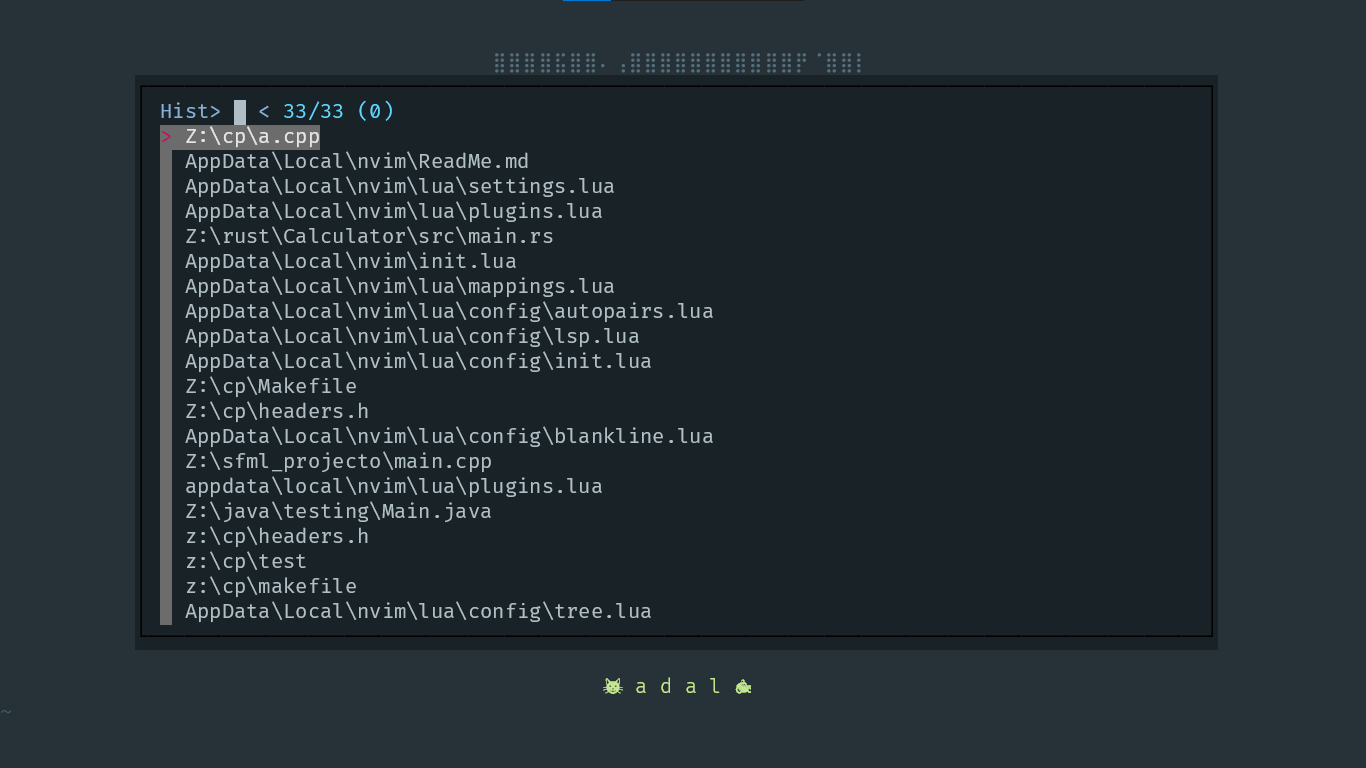 Hist> < 33/33 (0)
> Z:\cp\a.cpp
AppData\Local\nvim\ReadMe.md
AppData\Local\nvim\lua\settings.lua
AppData\Local\nvim\lua\plugins.lua
Z:\rust\Calculator\src\main.rs
AppData\Local\nvim\init.lua
AppData\Local\nvim\lua\mappings.lua
AppData\Local\nvim\lua\config\autopairs.lua
AppData\Local\nvim\lua\config\lsp.lua
AppData\Local\nvim\lua\config\init.lua
Z:\cp\Makefile
Z:\cp\headers.h
AppData\Local\nvim\lua\config\blankline.lua
Z:\sfml_projecto\main.cpp
appdata\local\nvim\lua\plugins.lua
Z:\java\testing\Main.java
z:\cp\headers.h
z:\cp\test
z:\cp\makefile
AppData\Local\nvim\lua\config\tree.lua
a d a l
~